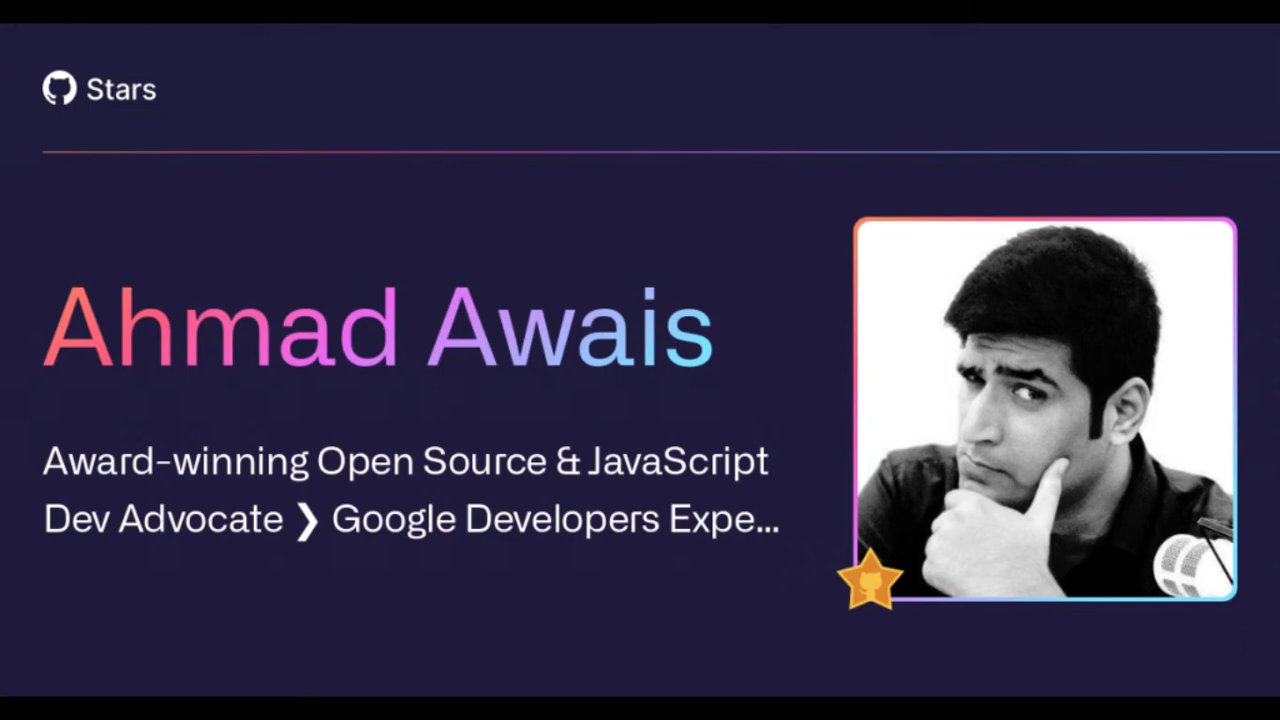 Stars
Ahmad Awais
Award-winning Open Source & JavaScript
Dev Advocate ❯ Google Developers Expe...